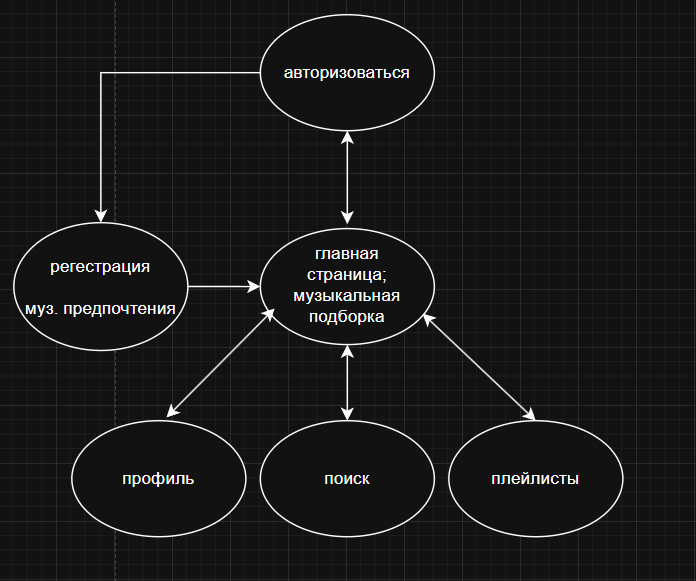 авторизоваться
регестрация
муз. предпочтения
главная
страница;
музыкальная
подборка
профиль
поиск
плейлисты